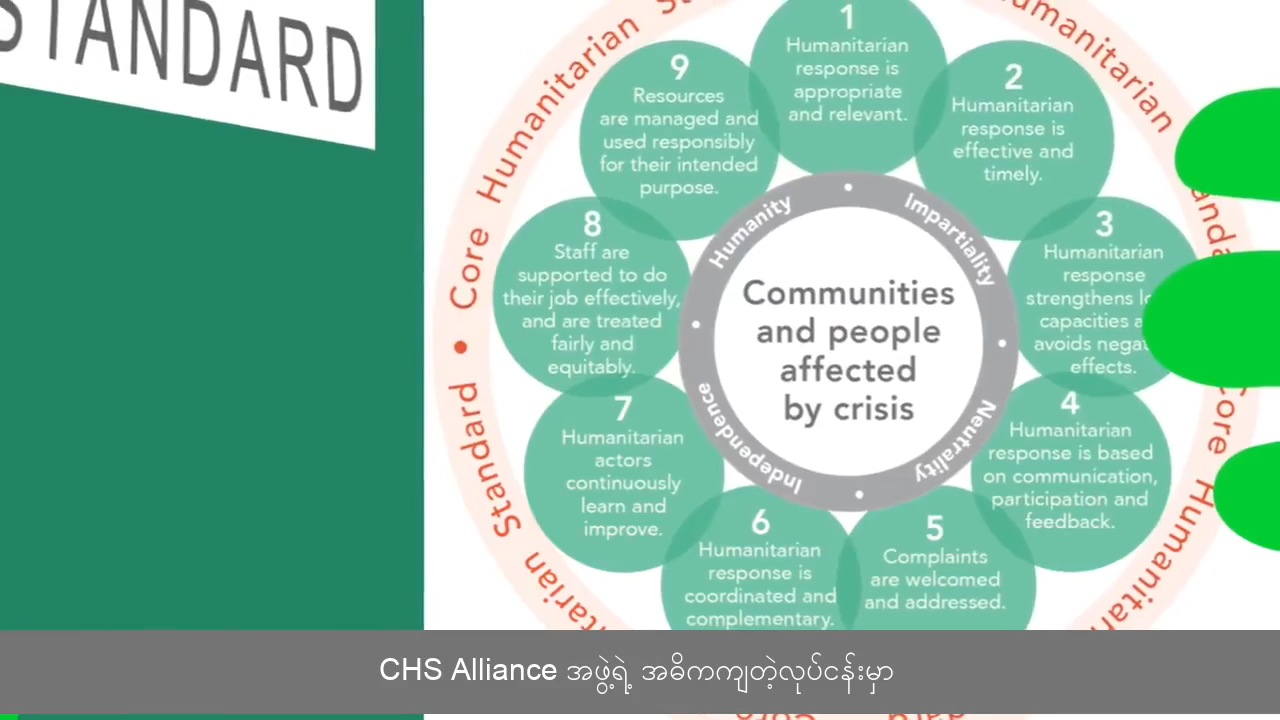 STANDARD
Core Humanitarian
Humanitarian
1
Humanitarian
response is
appropriate
and relevant.
2
Humanitarian
response is
effective and
timely.
3
Humanitarian
response
strengthens
capacities
avoids
effects.
4
Humanitarian
response is based
on communication,
participation and
feedback.
5
Complaints
are welcomed
and addressed.
6
Humanitarian
response is
coordinated and
complementary.
7
Humanitarian
actors
continuously
learn and
improve.
8
Staff are
supported to do
their job effectively,
and are treated
fairly and
equitably.
9
Resources
are managed and
used responsibly
for their intended
purpose.
Humanity
Impartiality
Neutrality
Independence
Communities
and people
affected
by crisis
Standard
Core
CHS Alliance အဖွဲ့ရဲ့ အဓိကကျတဲ့လုပ်ငန်းမှာ